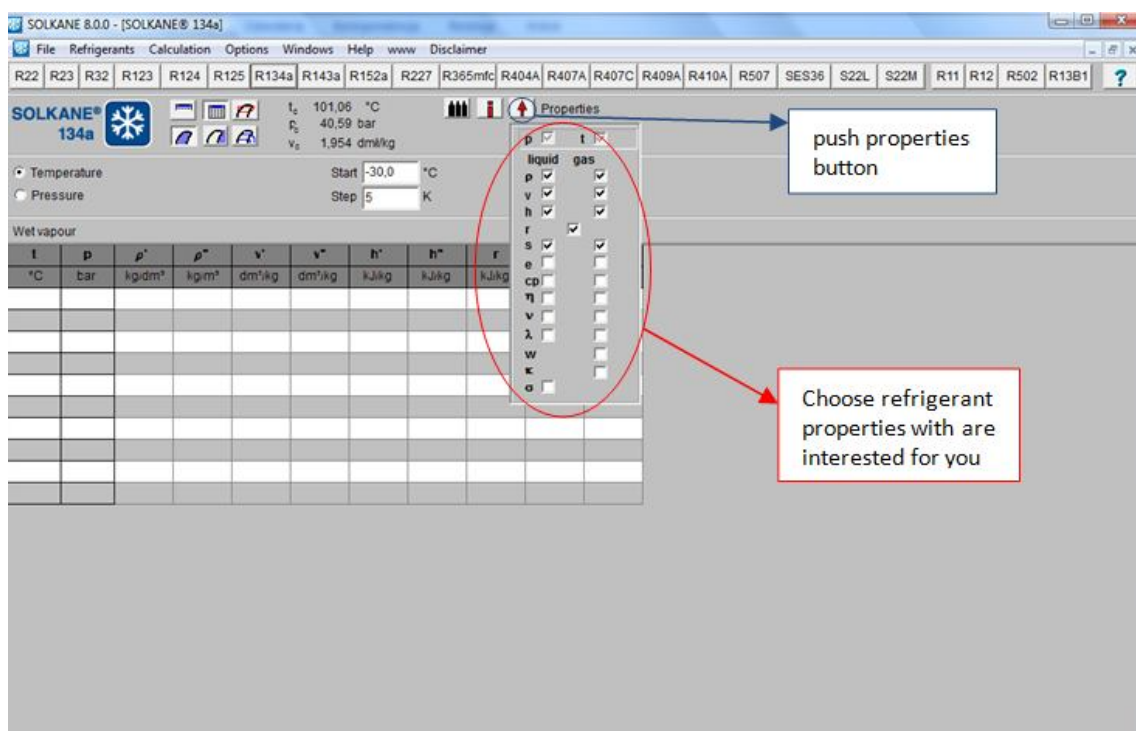 SOLKANE 8.0.0 - [SOLKANE® 134a]
File Refrigerants Calculation Options Windows Help www Disclaimer
R22 R23 R32 R123 R124 R125 R134a R143a R152a R227 R365mfc R404A R407A R407C R409A R410A R507 SES36 S22L S22M R11 R12 R502 R13B1 ?
SOLKANE®
134a
tc 101,06 °C
pc 40,59 bar
vc 1,954 dm³/kg
Properties
p t
liquid gas
ρ
v
h
r
s
e
cp
η
ν
λ
w
κ
σ
Temperature
Pressure
Start -30,0 °C
Step 5 K
Wet vapour
t p ρ' ρ" v' v" h' h" r
°C bar kg/dm³ kg/m³ dm³/kg dm³/kg kJ/kg kJ/kg kJ/kg
push properties
button
Choose refrigerant
properties with are
interested for you